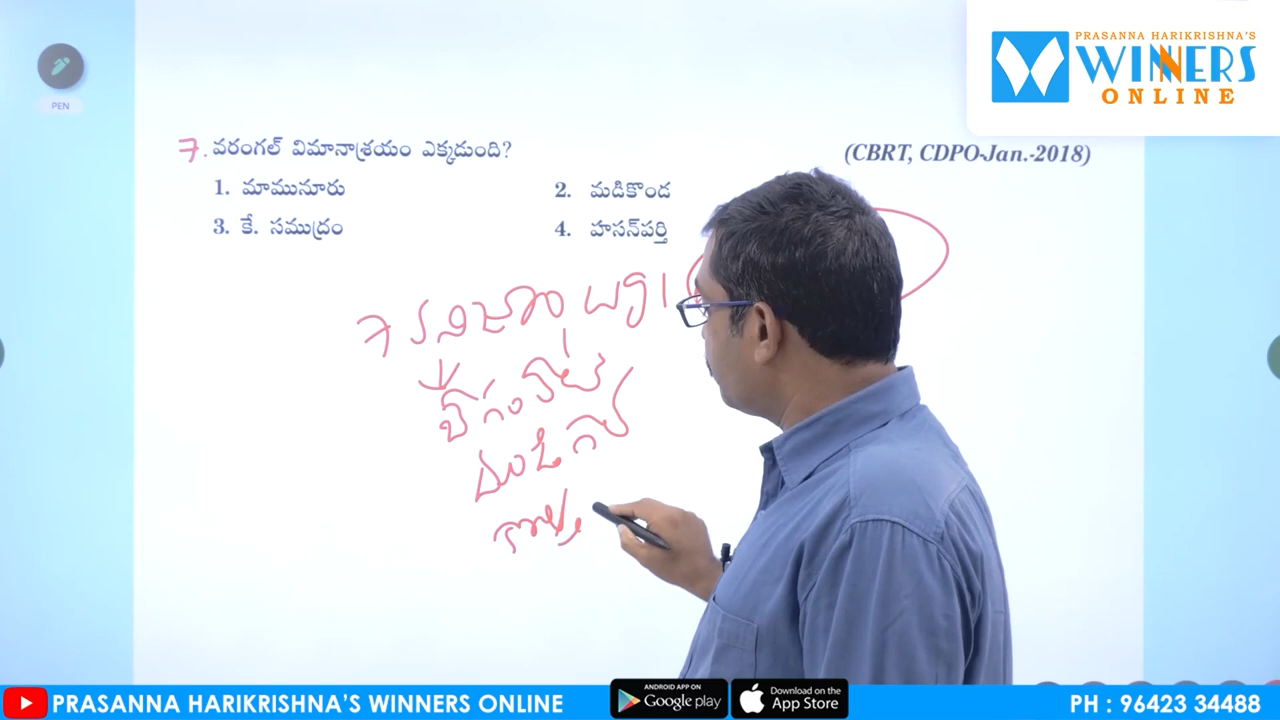 PRASANNA HARIKRISHNA'S
WINNERS
ONLINE
PEN
7. వరంగల్ విమానాశ్రయం ఎక్కడుంది? (CBRT, CDPO-Jan.-2018)
1. మామునూరు 2. మడికొండ
3. కే. సముద్రం 4. హసన్‌పర్తి
7వ నిజాం
బేగంపేట
దుండిగల్
PRASANNA HARIKRISHNA'S WINNERS ONLINE
ANDROID APP ON
Google play
Download on the
App Store
PH : 96423 34488